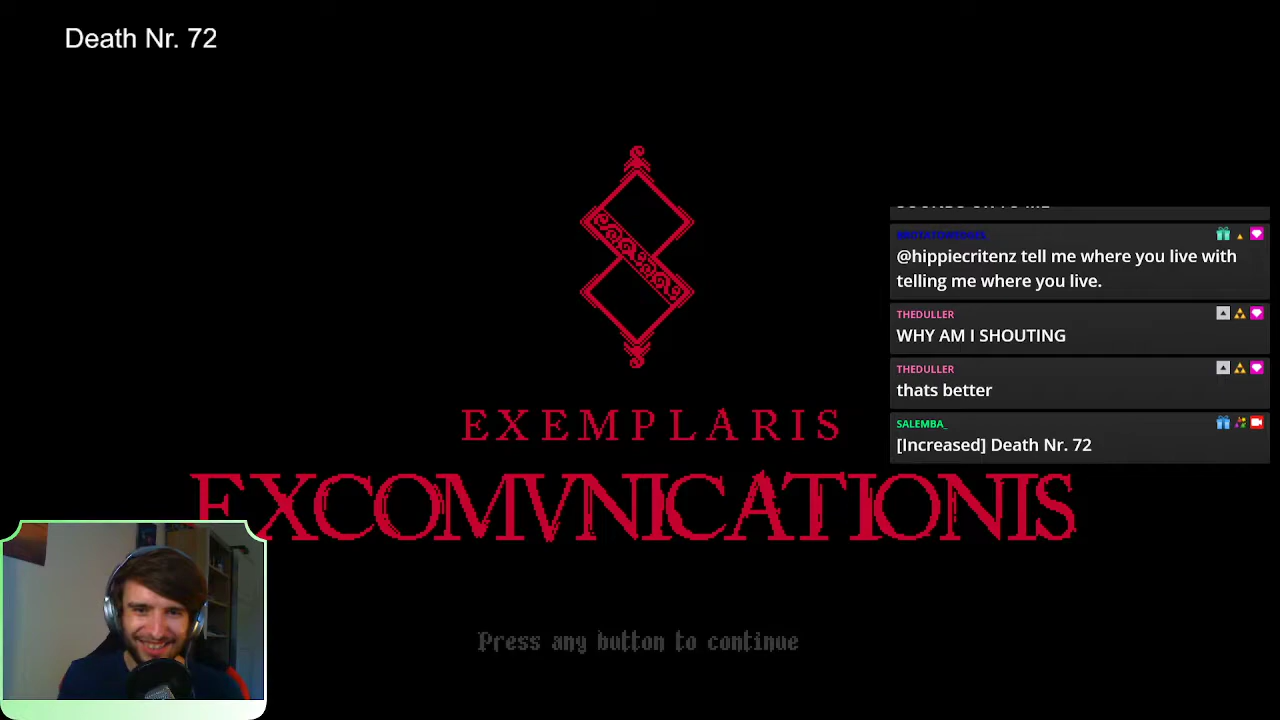 Death Nr. 72
@hippiecritenz tell me where you live with
telling me where you live.
THEDULLER
WHY AM I SHOUTING
THEDULLER
thats better
SALEMBA_
[Increased] Death Nr. 72
EXEMPLARIS
EXCOMVNICATIONIS
Press any button to continue